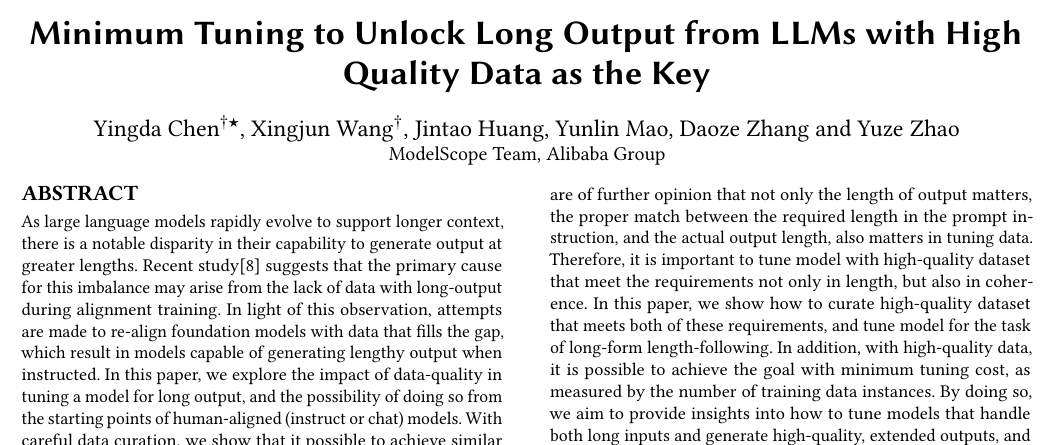 Minimum Tuning to Unlock Long Output from LLMs with High
Quality Data as the Key
Yingda Chen†★, Xingjun Wang†, Jintao Huang, Yunlin Mao, Daoze Zhang and Yuze Zhao
ModelScope Team, Alibaba Group
ABSTRACT
As large language models rapidly evolve to support longer context,
there is a notable disparity in their capability to generate output at
greater lengths. Recent study[8] suggests that the primary cause
for this imbalance may arise from the lack of data with long-output
during alignment training. In light of this observation, attempts
are made to re-align foundation models with data that fills the gap,
which result in models capable of generating lengthy output when
instructed. In this paper, we explore the impact of data-quality in
tuning a model for long output, and the possibility of doing so from
the starting points of human-aligned (instruct or chat) models. With
careful data curation, we show that it possible to achieve similar
are of further opinion that not only the length of output matters,
the proper match between the required length in the prompt in-
struction, and the actual output length, also matters in tuning data.
Therefore, it is important to tune model with high-quality dataset
that meet the requirements not only in length, but also in coher-
ence. In this paper, we show how to curate high-quality dataset
that meets both of these requirements, and tune model for the task
of long-form length-following. In addition, with high-quality data,
it is possible to achieve the goal with minimum tuning cost, as
measured by the number of training data instances. By doing so,
we aim to provide insights into how to tune models that handle
both long inputs and generate high-quality, extended outputs, and